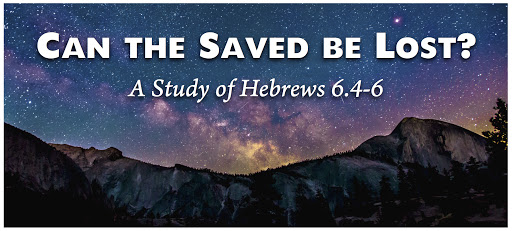 Can the Saved be Lost?
A Study of Hebrews 6.4-6